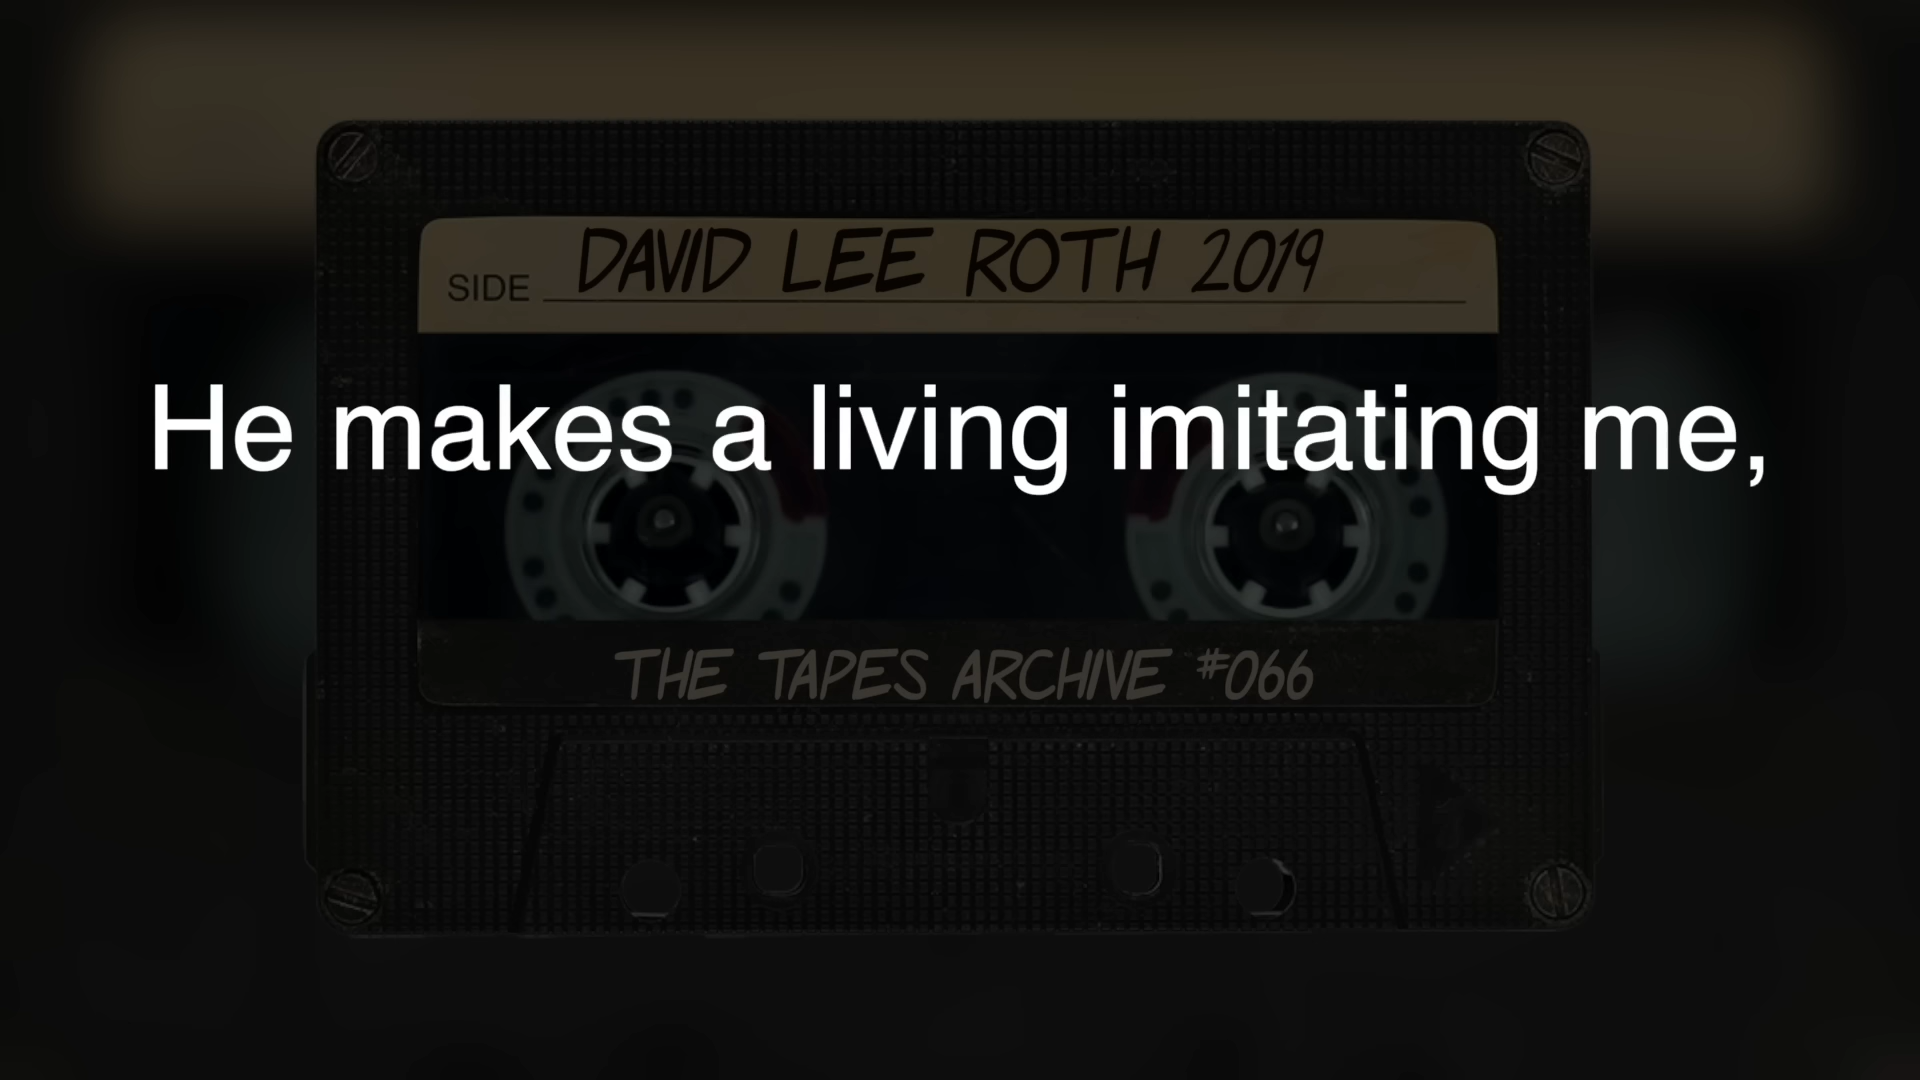 SIDE DAVID LEE ROTH 2019
He makes a living imitating me,
THE TAPES ARCHIVE #066